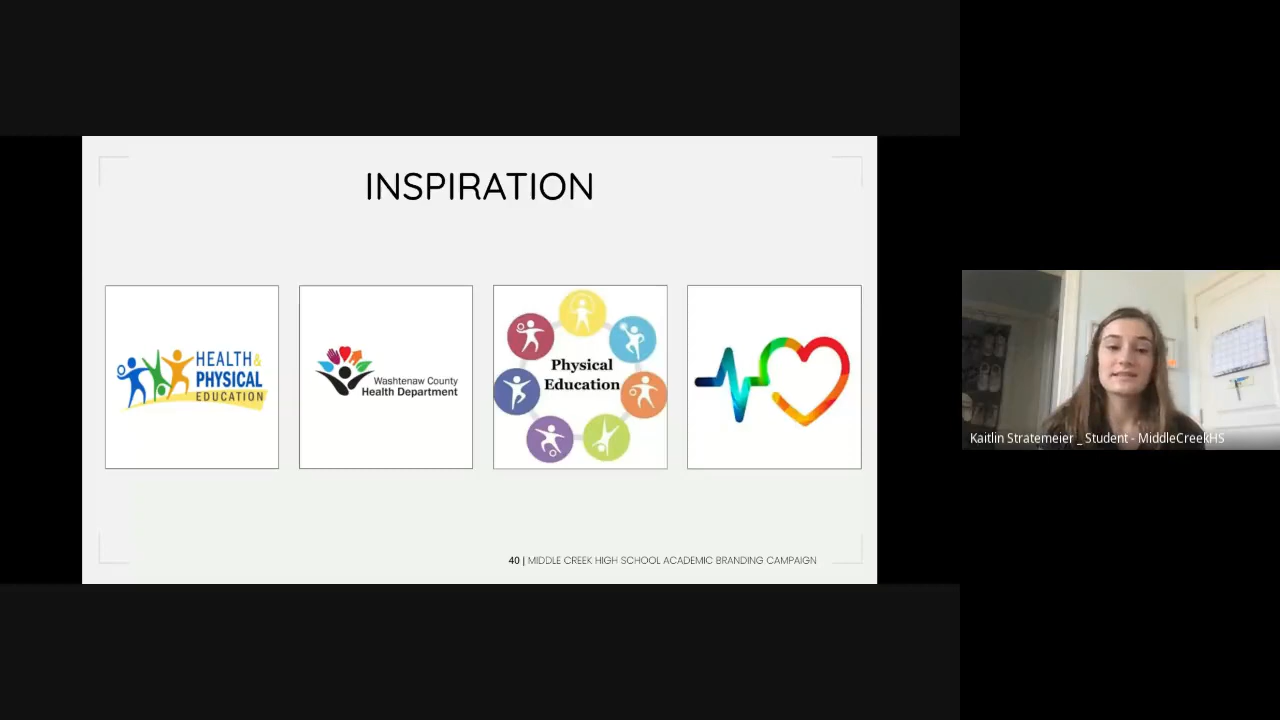 INSPIRATION
HEALTH&
PHYSICAL
EDUCATION
Washtenaw County
Health Department
Physical
Education
40 | MIDDLE CREEK HIGH SCHOOL ACADEMIC BRANDING CAMPAIGN
Kaitlin Stratemeier _ Student - MiddleCreekHS